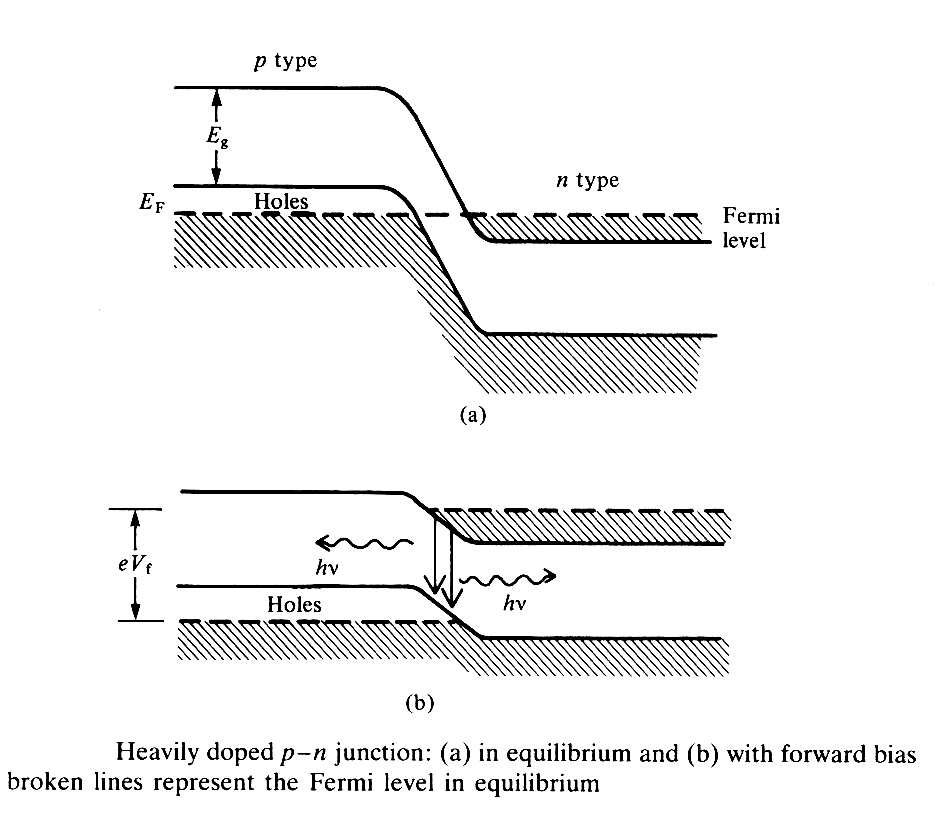 p type
E_g
n type
E_F
Holes
Fermi
level
(a)
eV_f
hν
hν
Holes
(b)
Heavily doped p–n junction: (a) in equilibrium and (b) with forward bias
broken lines represent the Fermi level in equilibrium